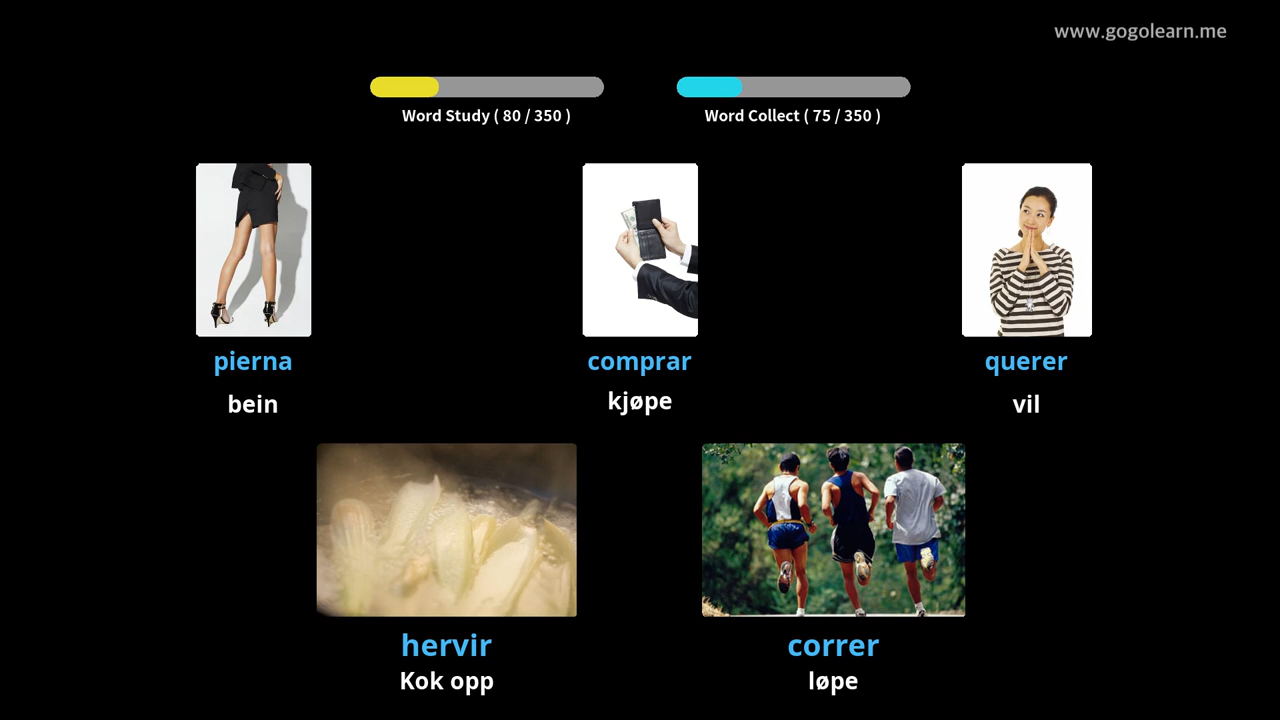 www.gogolearn.me
Word Study ( 80 / 350 )
Word Collect ( 75 / 350 )
pierna
comprar
querer
bein
kjøpe
vil
hervir
correr
Kok opp
løpe